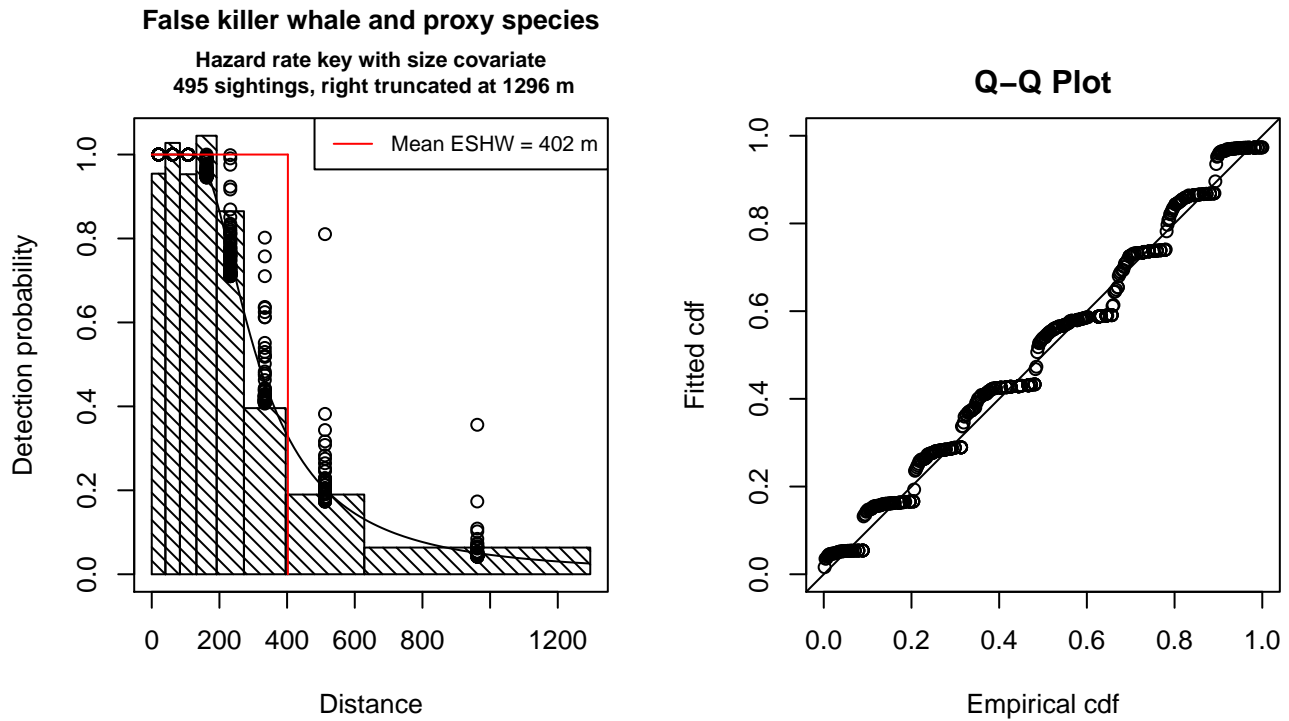 False killer whale and proxy species
Hazard rate key with size covariate
495 sightings, right truncated at 1296 m
Mean ESHW = 402 m
Detection probability
0.0 0.2 0.4 0.6 0.8 1.0
0 200 400 600 800 1200
Distance
Q−Q Plot
Fitted cdf
0.0 0.2 0.4 0.6 0.8 1.0
0.0 0.2 0.4 0.6 0.8 1.0
Empirical cdf